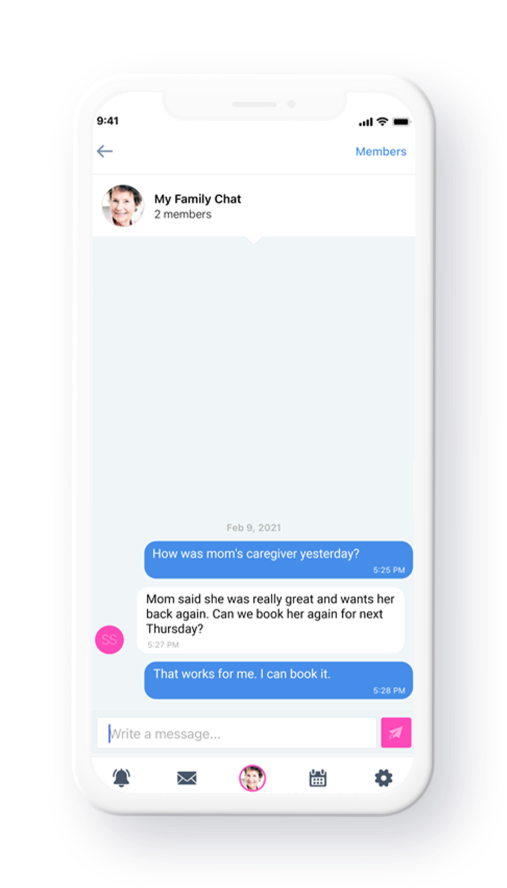 9:41
Members
My Family Chat
2 members
Feb 9, 2021
How was mom's caregiver yesterday?
5:25 PM
Mom said she was really great and wants her
back again. Can we book her again for next
Thursday?
5:27 PM
SS
That works for me. I can book it.
5:28 PM
Write a message...